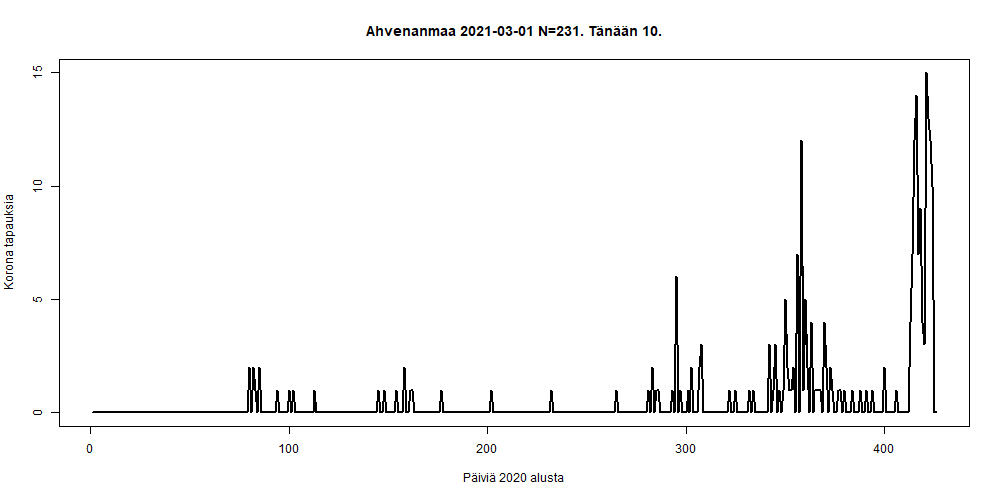 Ahvenanmaa 2021-03-01 N=231. Tänään 10.
Korona tapauksia
15
10
5
0
0 100 200 300 400
Päiviä 2020 alusta